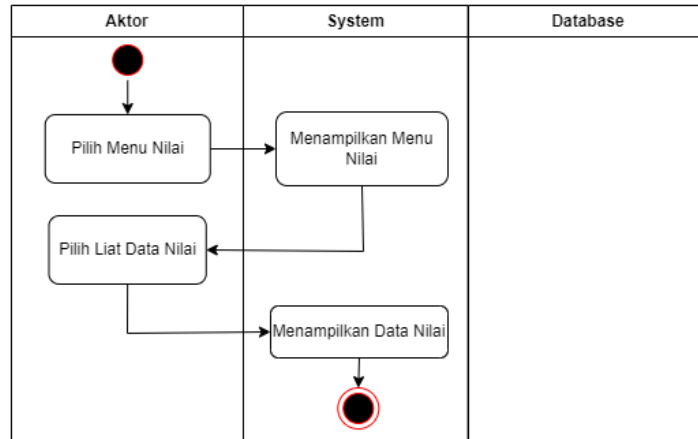 Aktor
System
Database
Pilih Menu Nilai
Menampilkan Menu
Nilai
Pilih Liat Data Nilai
Menampilkan Data Nilai